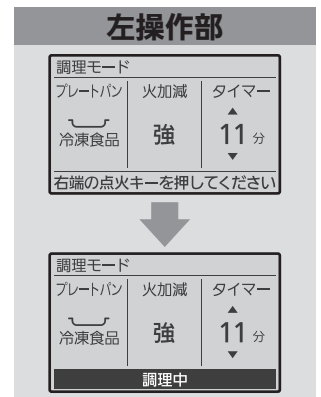 左操作部
調理モード
プレートパン 火加減 タイマー
▲
冷凍食品 強 11 分
▼
右端の点火キーを押してください
調理モード
プレートパン 火加減 タイマー
▲
冷凍食品 強 11 分
▼
調理中